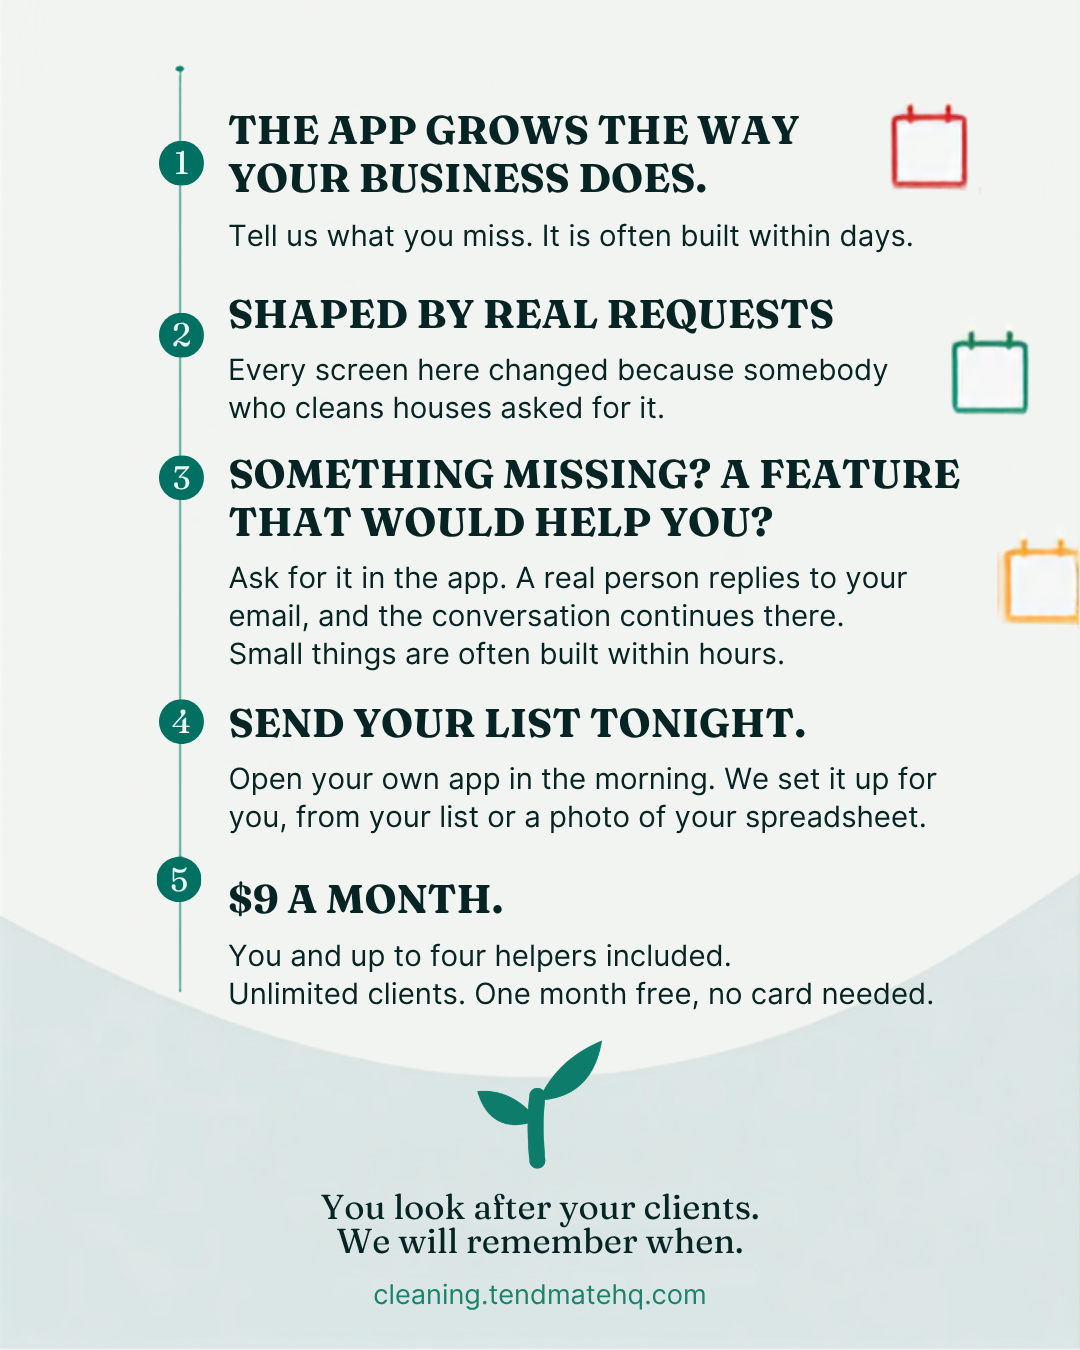 1
THE APP GROWS THE WAY
YOUR BUSINESS DOES.
Tell us what you miss. It is often built within days.
2
SHAPED BY REAL REQUESTS
Every screen here changed because somebody
who cleans houses asked for it.
3
SOMETHING MISSING? A FEATURE
THAT WOULD HELP YOU?
Ask for it in the app. A real person replies to your
email, and the conversation continues there.
Small things are often built within hours.
4
SEND YOUR LIST TONIGHT.
Open your own app in the morning. We set it up for
you, from your list or a photo of your spreadsheet.
5
$9 A MONTH.
You and up to four helpers included.
Unlimited clients. One month free, no card needed.
You look after your clients.
We will remember when.
cleaning.tendmatehq.com